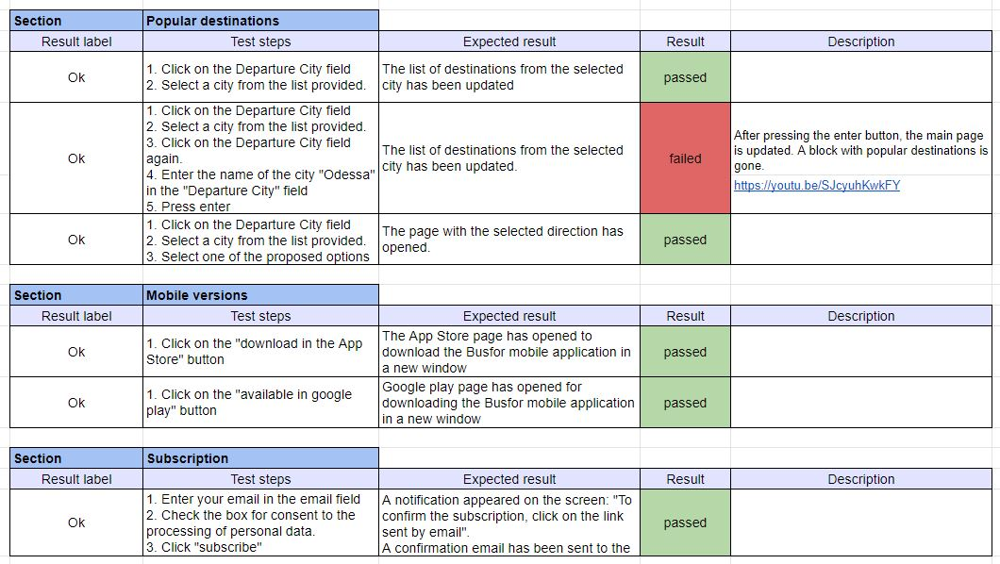 Section Popular destinations
Result label Test steps Expected result Result Description
Ok
1. Click on the Departure City field
2. Select a city from the list provided.
The list of destinations from the selected
city has been updated
passed
Ok
1. Click on the Departure City field
2. Select a city from the list provided.
3. Click on the Departure City field
again.
4. Enter the name of the city "Odessa"
in the "Departure City" field
5. Press enter
The list of destinations from the selected
city has been updated.
failed
After pressing the enter button, the main page
is updated. A block with popular destinations is
gone.
https://youtu.be/SJcyuhKwkFY
Ok
1. Click on the Departure City field
2. Select a city from the list provided.
3. Select one of the proposed options
The page with the selected direction has
opened.
passed
Section Mobile versions
Result label Test steps Expected result Result Description
Ok
1. Click on the "download in the App
Store" button
The App Store page has opened to
download the Busfor mobile application in
a new window
passed
Ok
1. Click on the "available in google
play" button
Google play page has opened for
downloading the Busfor mobile application
in a new window
passed
Section Subscription
Result label Test steps Expected result Result Description
Ok
1. Enter your email in the email field
2. Check the box for consent to the
processing of personal data.
3. Click "subscribe"
A notification appeared on the screen: "To
confirm the subscription, click on the link
sent by email".
A confirmation email has been sent to the
passed